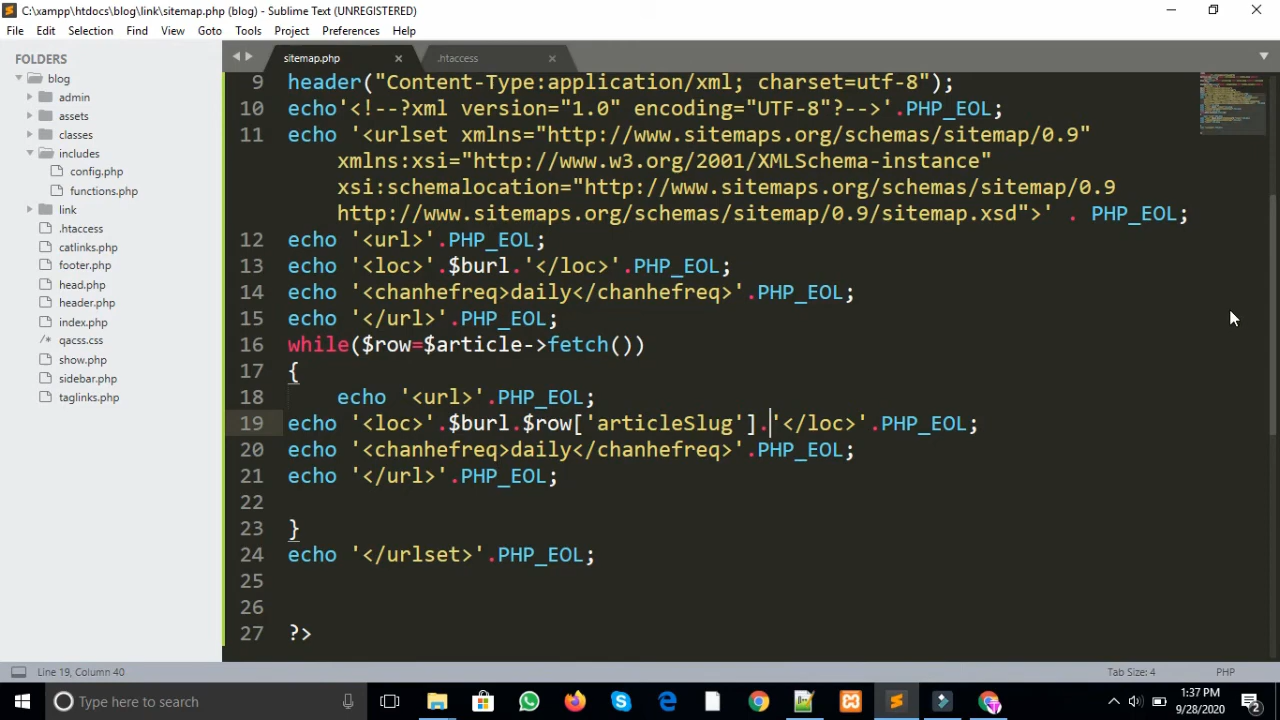 C:\xampp\htdocs\blog\link\sitemap.php (blog) - Sublime Text (UNREGISTERED)
File Edit Selection Find View Goto Tools Project Preferences Help
FOLDERS
blog
admin
assets
classes
includes
config.php
functions.php
link
.htaccess
catlinks.php
footer.php
head.php
header.php
index.php
/* qacss.css
show.php
sidebar.php
taglinks.php
sitemap.php
.htaccess
9 header("Content-Type:application/xml; charset=utf-8");
10 echo'<!--?xml version="1.0" encoding="UTF-8"?-->'.PHP_EOL;
11 echo '<urlset xmlns="http://www.sitemaps.org/schemas/sitemap/0.9"
xmlns:xsi="http://www.w3.org/2001/XMLSchema-instance"
xsi:schemalocation="http://www.sitemaps.org/schemas/sitemap/0.9
http://www.sitemaps.org/schemas/sitemap/0.9/sitemap.xsd">' . PHP_EOL;
12 echo '<url>'.PHP_EOL;
13 echo '<loc>'.$burl.'</loc>'.PHP_EOL;
14 echo '<chanhefreq>daily</chanhefreq>'.PHP_EOL;
15 echo '</url>'.PHP_EOL;
16 while($row=$article->fetch())
17 {
18 echo '<url>'.PHP_EOL;
19 echo '<loc>'.$burl.$row['articleSlug'].'</loc>'.PHP_EOL;
20 echo '<chanhefreq>daily</chanhefreq>'.PHP_EOL;
21 echo '</url>'.PHP_EOL;
22
23 }
24 echo '</urlset>'.PHP_EOL;
25
26
27 ?>
Line 19, Column 40
Tab Size: 4
PHP
Type here to search
1:37 PM
9/28/2020
2